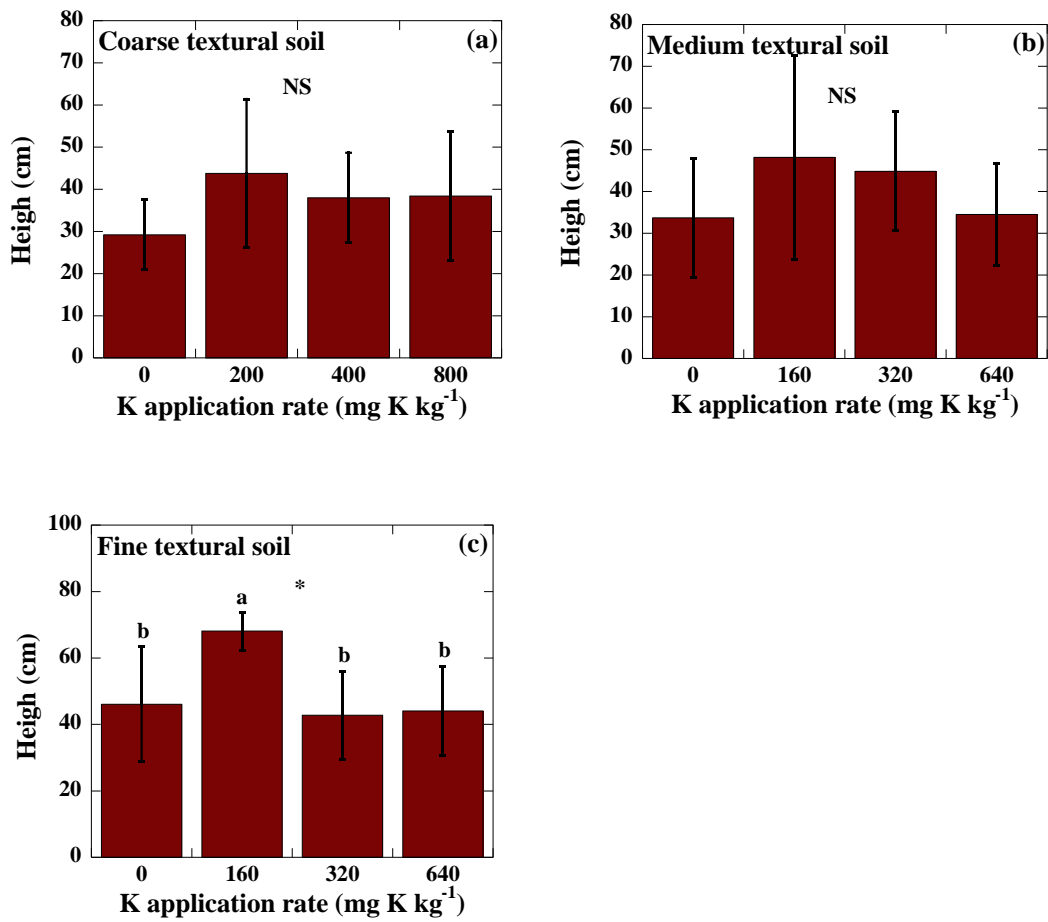 Coarse textural soil
(a)
NS
80
70
60
50
40
30
20
10
0
Heigh (cm)
0 200 400 800
K application rate (mg K kg⁻¹)
Medium textural soil
(b)
NS
80
70
60
50
40
30
20
10
0
Heigh (cm)
0 160 320 640
K application rate (mg K kg⁻¹)
Fine textural soil
(c)
*
b a b b
100
80
60
40
20
0
Heigh (cm)
0 160 320 640
K application rate (mg K kg⁻¹)